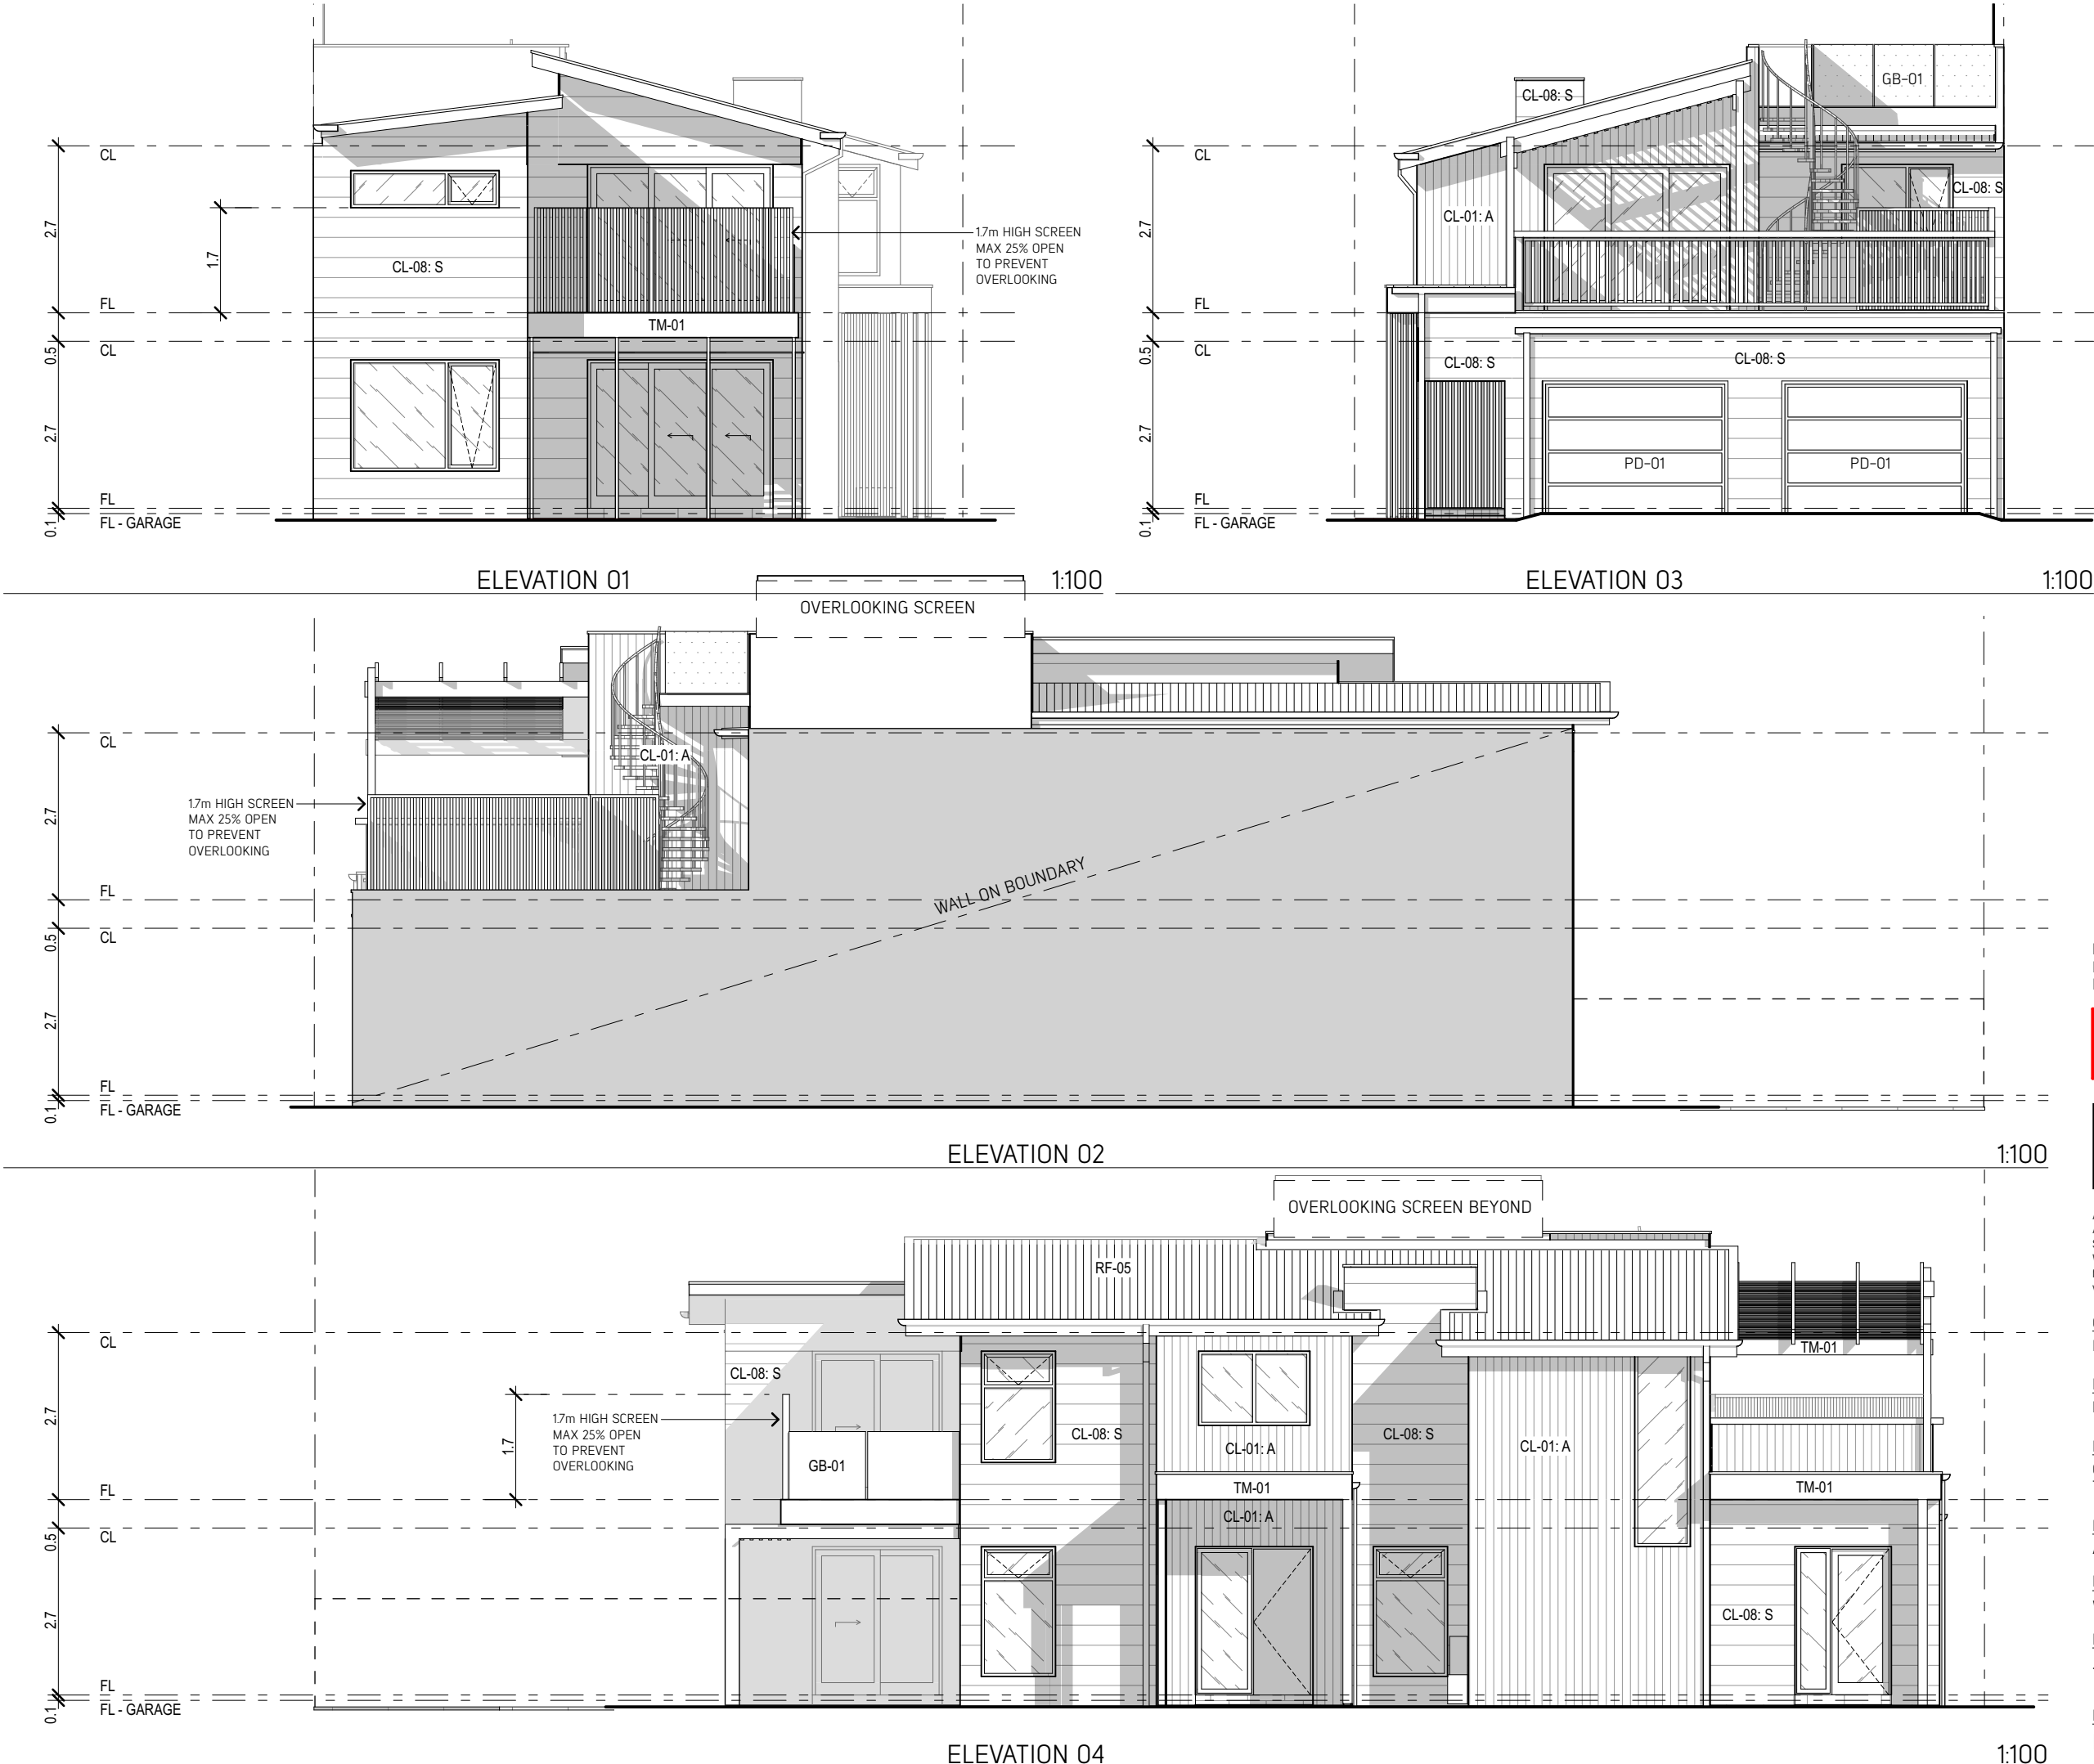 CL
2.7
1.7
FL
0.5
CL
2.7
FL
0.1
FL - GARAGE
CL-08: S
TM-01
1.7m HIGH SCREEN
MAX 25% OPEN
TO PREVENT
OVERLOOKING
ELEVATION 01
1:100
CL
2.7
FL
0.5
CL
2.7
FL
0.1
FL - GARAGE
CL-08: S
GB-01
CL-08: S
CL-01: A
CL-08: S
CL-08: S
PD-01
PD-01
ELEVATION 03
1:100
OVERLOOKING SCREEN
CL
CL-01: A
2.7
1.7m HIGH SCREEN
MAX 25% OPEN
TO PREVENT
OVERLOOKING
FL
WALL ON BOUNDARY
0.5
CL
2.7
FL
0.1
FL - GARAGE
ELEVATION 02
1:100
OVERLOOKING SCREEN BEYOND
RF-05
CL
TM-01
CL-08: S
2.7
1.7
1.7m HIGH SCREEN
MAX 25% OPEN
TO PREVENT
OVERLOOKING
CL-08: S
CL-01: A
CL-08: S
CL-01: A
GB-01
FL
TM-01
TM-01
CL-01: A
0.5
CL
2.7
CL-08: S
FL
0.1
FL - GARAGE
ELEVATION 04
1:100